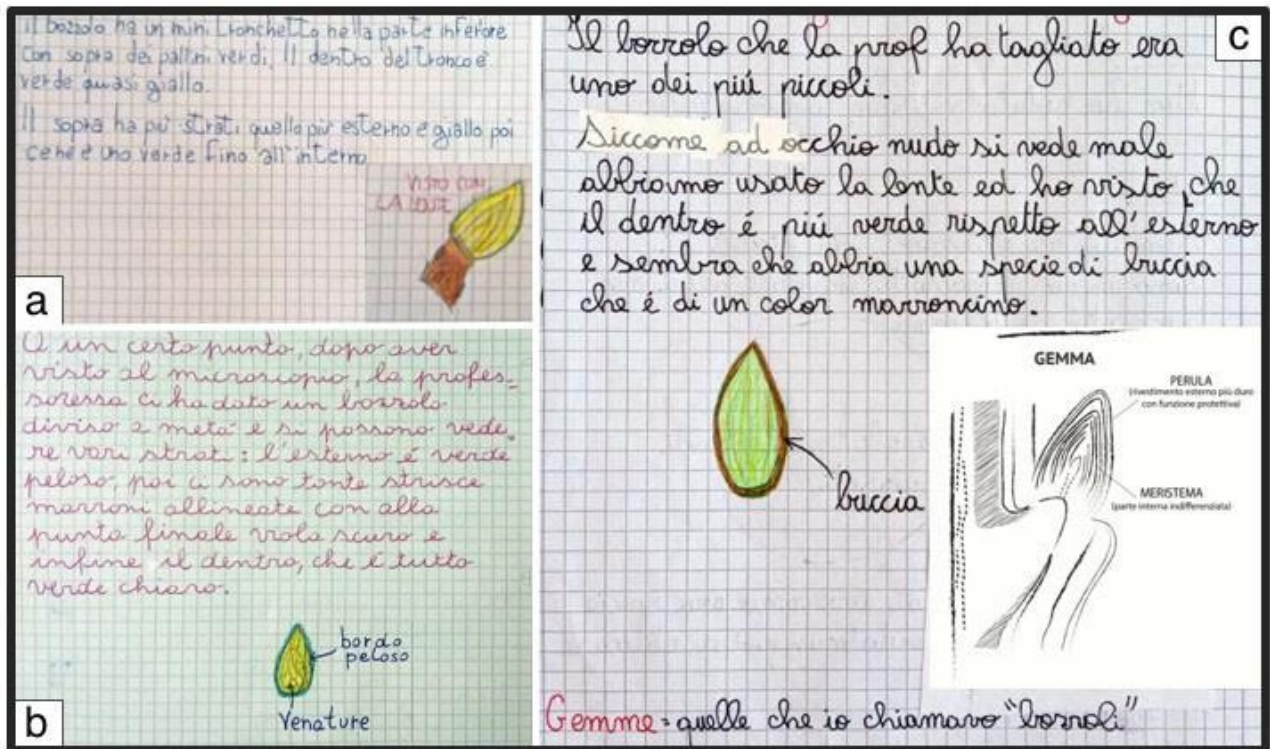 Il bozzolo ha un mini tronchetto nella parte inferiore
con sopra dei pallini verdi, Il dentro del tronco è
verde quasi giallo.
Il sopra ha più strati quello più esterno è giallo poi
ce né è uno verde fino all'interno
VISTO CON
LA LENTE
a
A un certo punto, dopo aver
visto al microscopio, la profes=
soressa ci ha dato un bozzolo
diviso a metà e si possono vede_
re vari strati: l'esterno è verde
peloso, poi ci sono tante strisce
marroni allineate con alla
punta finale viola scuro e
infine il dentro, che è tutto
verde chiaro.
bordo
peloso
Venature
b
c
Il bozzolo che la prof ha tagliato era
uno dei piú piccoli.
Siccome ad occhio nudo si vede male
abbiamo usato la lente ed ho visto che
il dentro é piú verde rispetto all'esterno
e sembra che abbia una specie di buccia
che é di un color marroncino.
buccia
GEMMA
PERULA
(rivestimento esterno più duro
con funzione protettiva)
MERISTEMA
(parte interna indifferenziata)
Gemme = quelle che io chiamavo "bozzoli"